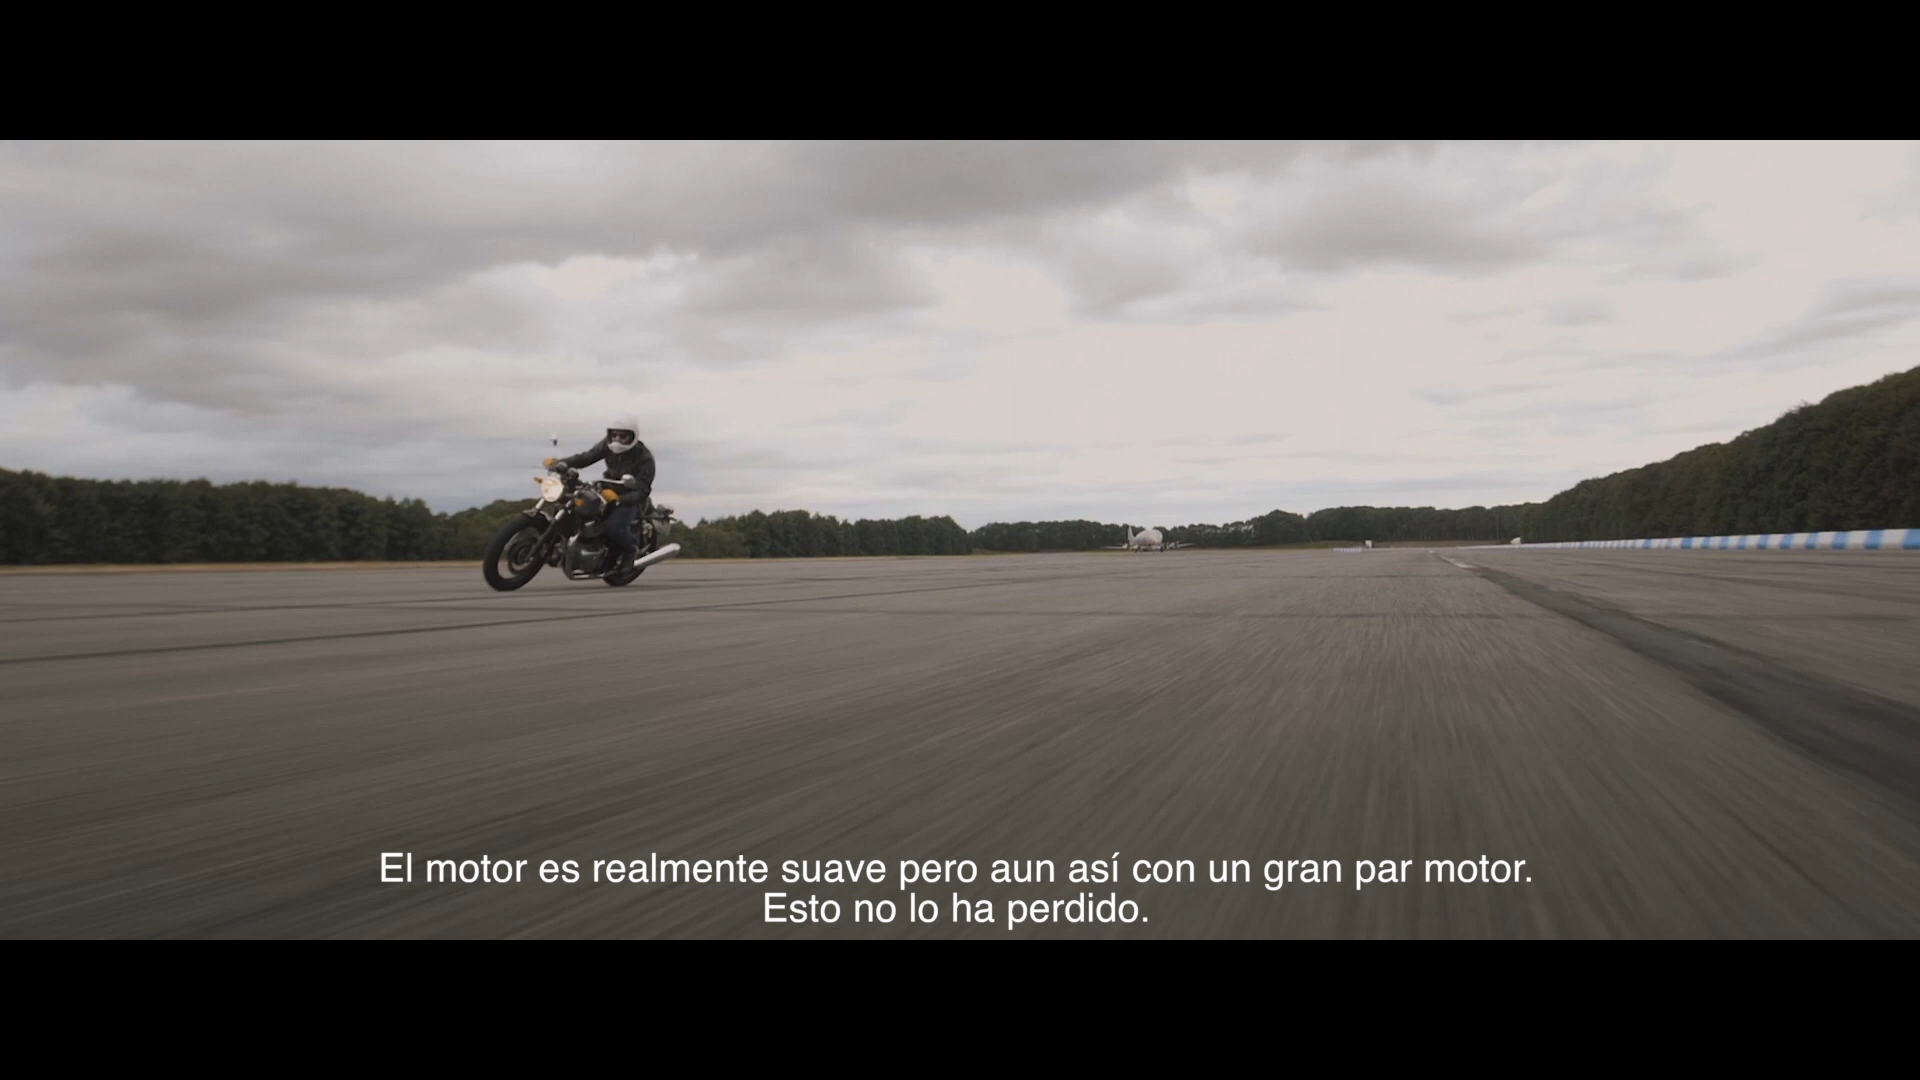 El motor es realmente suave pero aun así con un gran par motor.
Esto no lo ha perdido.